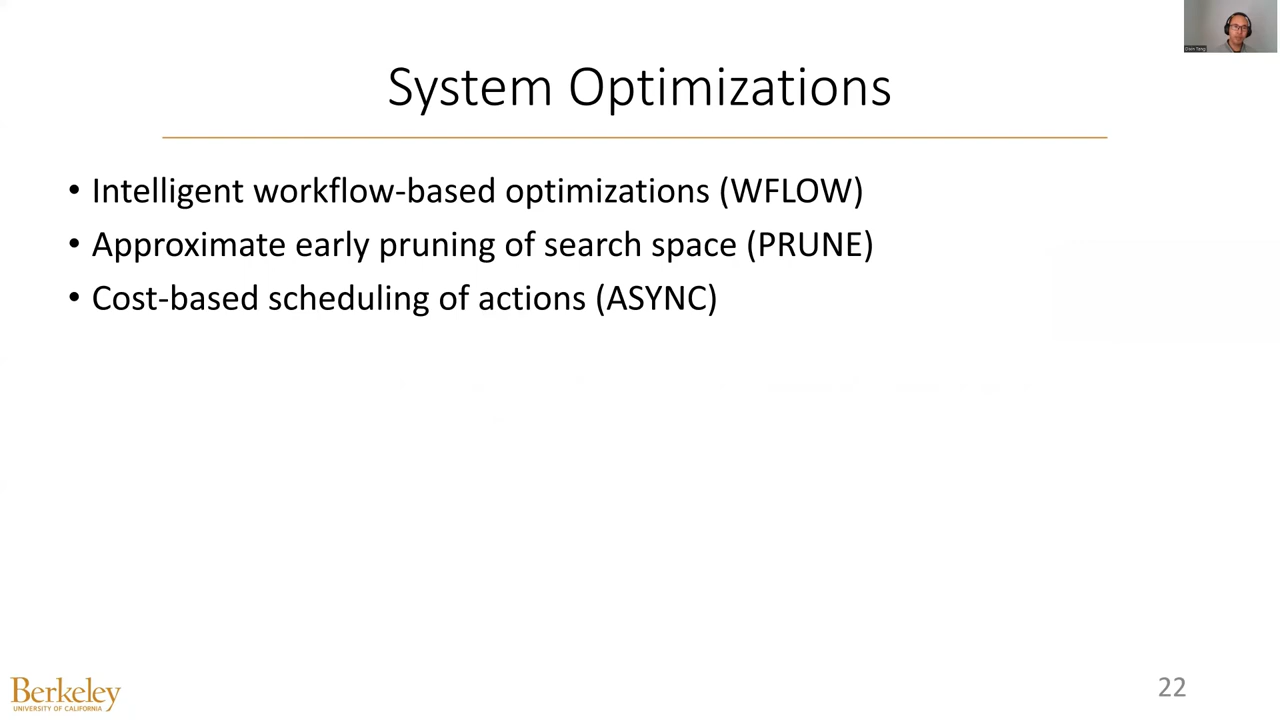 System Optimizations
• Intelligent workflow-based optimizations (WFLOW)
• Approximate early pruning of search space (PRUNE)
• Cost-based scheduling of actions (ASYNC)
Berkeley
UNIVERSITY OF CALIFORNIA
22